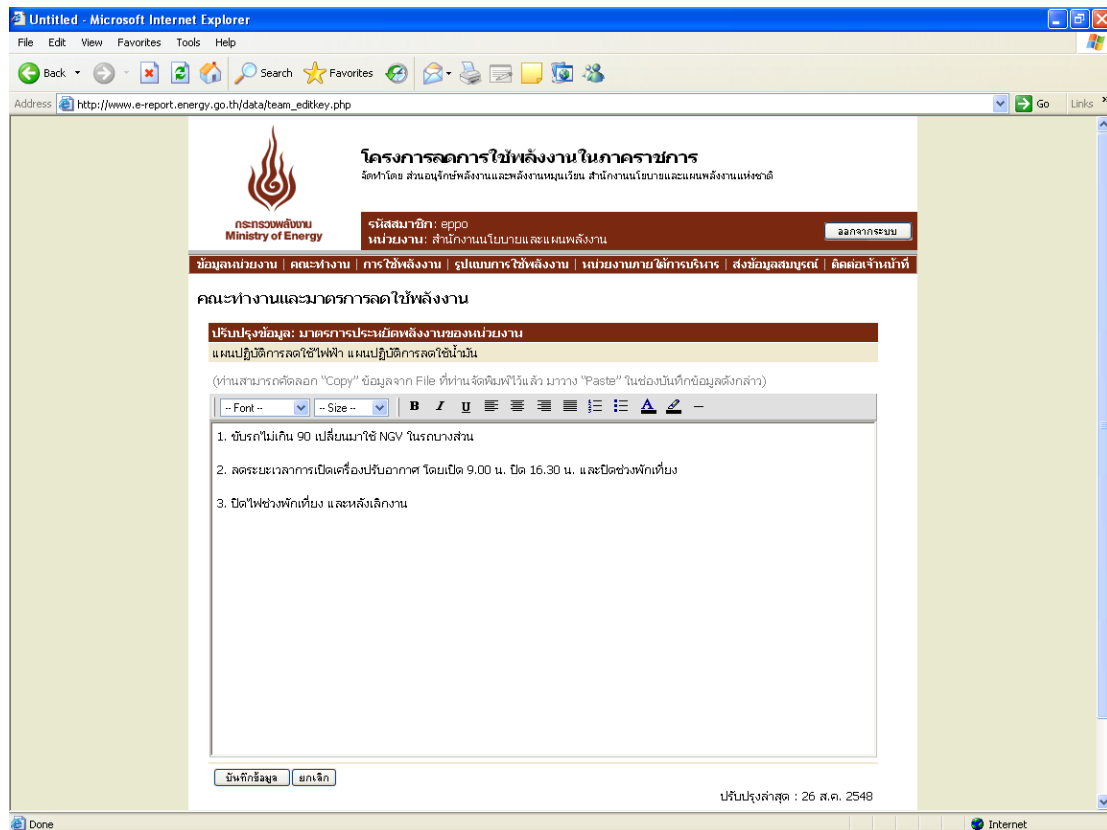 Untitled - Microsoft Internet Explorer
File Edit View Favorites Tools Help
Back Search Favorites
Address http://www.e-report.energy.go.th/data/team_editkey.php Go Links
โครงการลดการใช้พลังงานในภาคราชการ
จัดทำโดย ส่วนอนุรักษ์พลังงานและพลังงานหมุนเวียน สำนักงานนโยบายและแผนพลังงานแห่งชาติ
กระทรวงพลังงาน
Ministry of Energy
รหัสสมาชิก: eppo
หน่วยงาน: สำนักงานนโยบายและแผนพลังงาน
ออกจากระบบ
ข้อมูลหน่วยงาน | คณะทำงาน | การใช้พลังงาน | รูปแบบการใช้พลังงาน | หน่วยงานภายใต้การบริหาร | ส่งข้อมูลสมบูรณ์ | ติดต่อเจ้าหน้าที่
คณะทำงานและมาตรการลดใช้พลังงาน
ปรับปรุงข้อมูล: มาตรการประหยัดพลังงานของหน่วยงาน
แผนปฏิบัติการลดใช้ไฟฟ้า แผนปฏิบัติการลดใช้น้ำมัน
(ท่านสามารถคัดลอก "Copy" ข้อมูลจาก File ที่ท่านจัดพิมพ์ไว้แล้ว มาวาง "Paste" ในช่องบันทึกข้อมูลดังกล่าว)
-- Font -- -- Size -- B I U A
1. ขับรถไม่เกิน 90 เปลี่ยนมาใช้ NGV ในรถบางส่วน
2. ลดระยะเวลาการเปิดเครื่องปรับอากาศ โดยเปิด 9.00 น. ปิด 16.30 น. และปิดช่วงพักเที่ยง
3. ปิดไฟช่วงพักเที่ยง และหลังเลิกงาน
บันทึกข้อมูล ยกเลิก
ปรับปรุงล่าสุด : 26 ส.ค. 2548
Done Internet